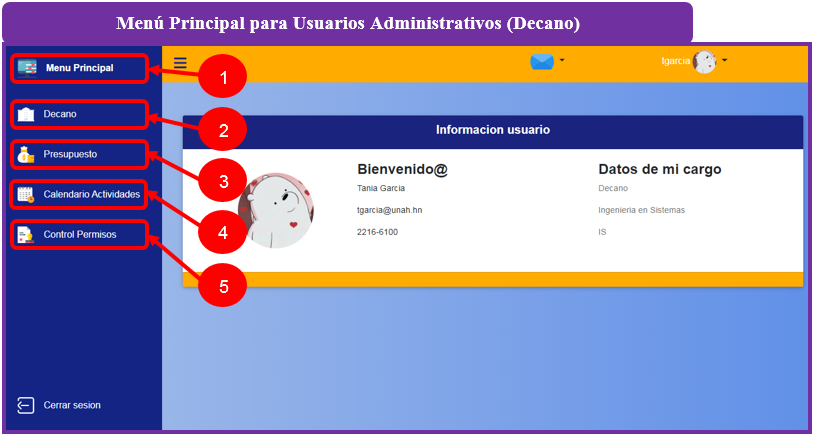 Menú Principal para Usuarios Administrativos (Decano)
Menu Principal
tgarcia
1
Decano
2
Informacion usuario
Presupuesto
3
Bienvenido@
Datos de mi cargo
Tania Garcia
Decano
Calendario Actividades
4
tgarcia@unah.hn
Ingenieria en Sistemas
Control Permisos
2216-6100
IS
5
Cerrar sesion